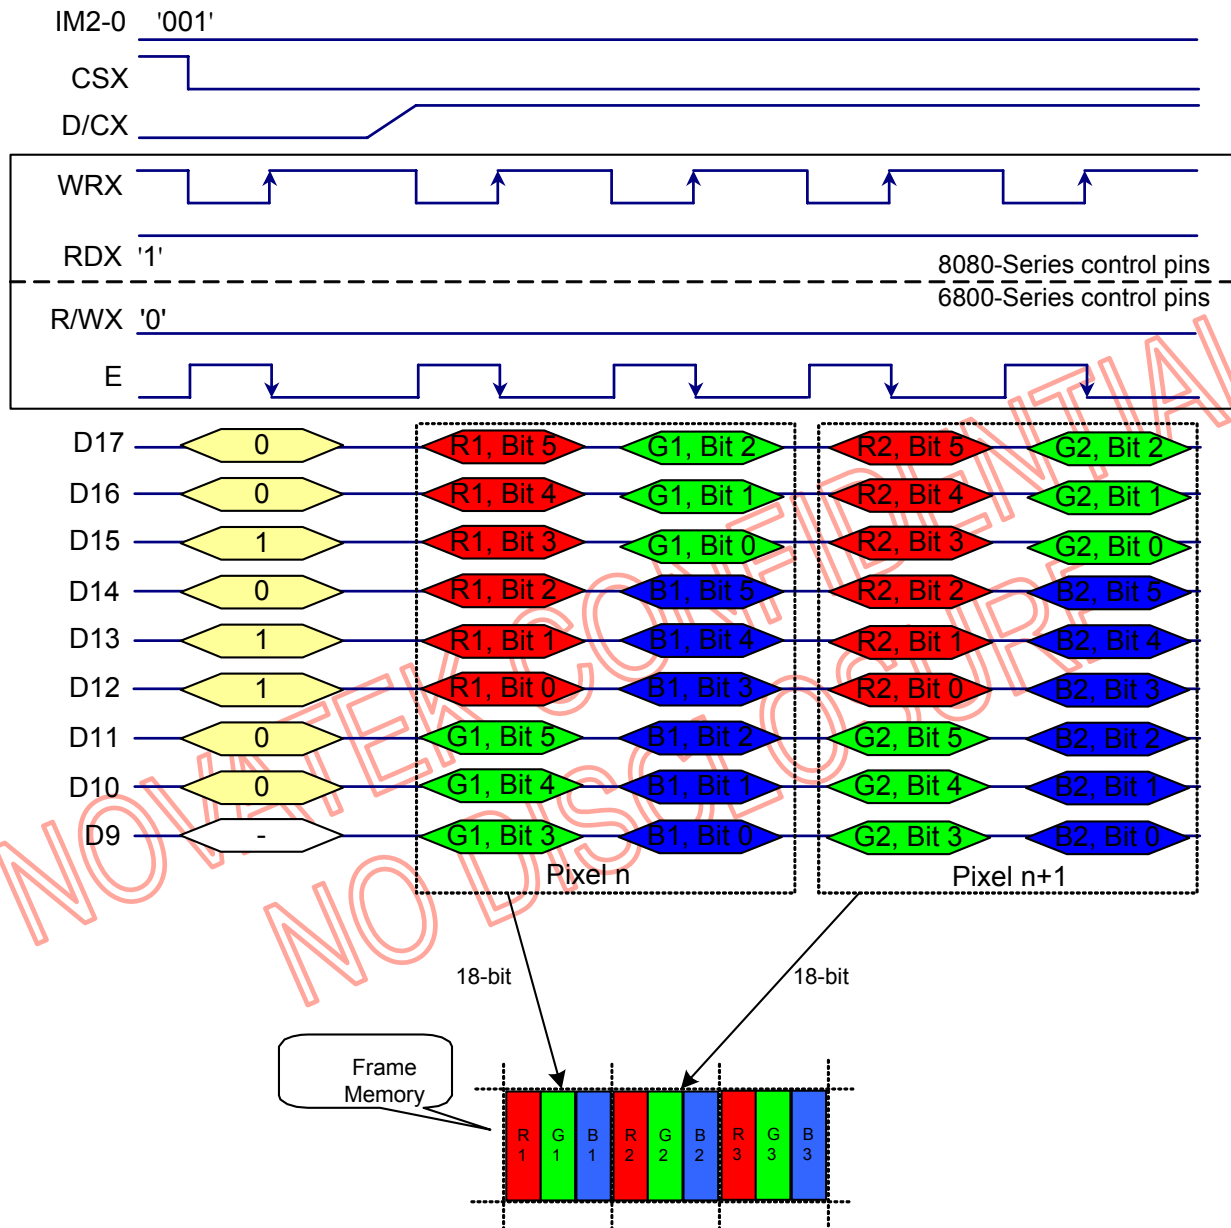 IM2-0 '001'
CSX
D/CX
WRX
RDX '1'
8080-Series control pins
6800-Series control pins
R/WX '0'
E
D17 0 R1, Bit 5 G1, Bit 2 R2, Bit 5 G2, Bit 2
D16 0 R1, Bit 4 G1, Bit 1 R2, Bit 4 G2, Bit 1
D15 1 R1, Bit 3 G1, Bit 0 R2, Bit 3 G2, Bit 0
D14 0 R1, Bit 2 B1, Bit 5 R2, Bit 2 B2, Bit 5
D13 1 R1, Bit 1 B1, Bit 4 R2, Bit 1 B2, Bit 4
D12 1 R1, Bit 0 B1, Bit 3 R2, Bit 0 B2, Bit 3
D11 0 G1, Bit 5 B1, Bit 2 G2, Bit 5 B2, Bit 2
D10 0 G1, Bit 4 B1, Bit 1 G2, Bit 4 B2, Bit 1
D9 - G1, Bit 3 B1, Bit 0 G2, Bit 3 B2, Bit 0
Pixel n Pixel n+1
NOVATEK CONFIDENTIAL
NO DISCLOSURE
18-bit 18-bit
Frame
Memory
R G B R G B R G B
1 1 1 2 2 2 3 3 3